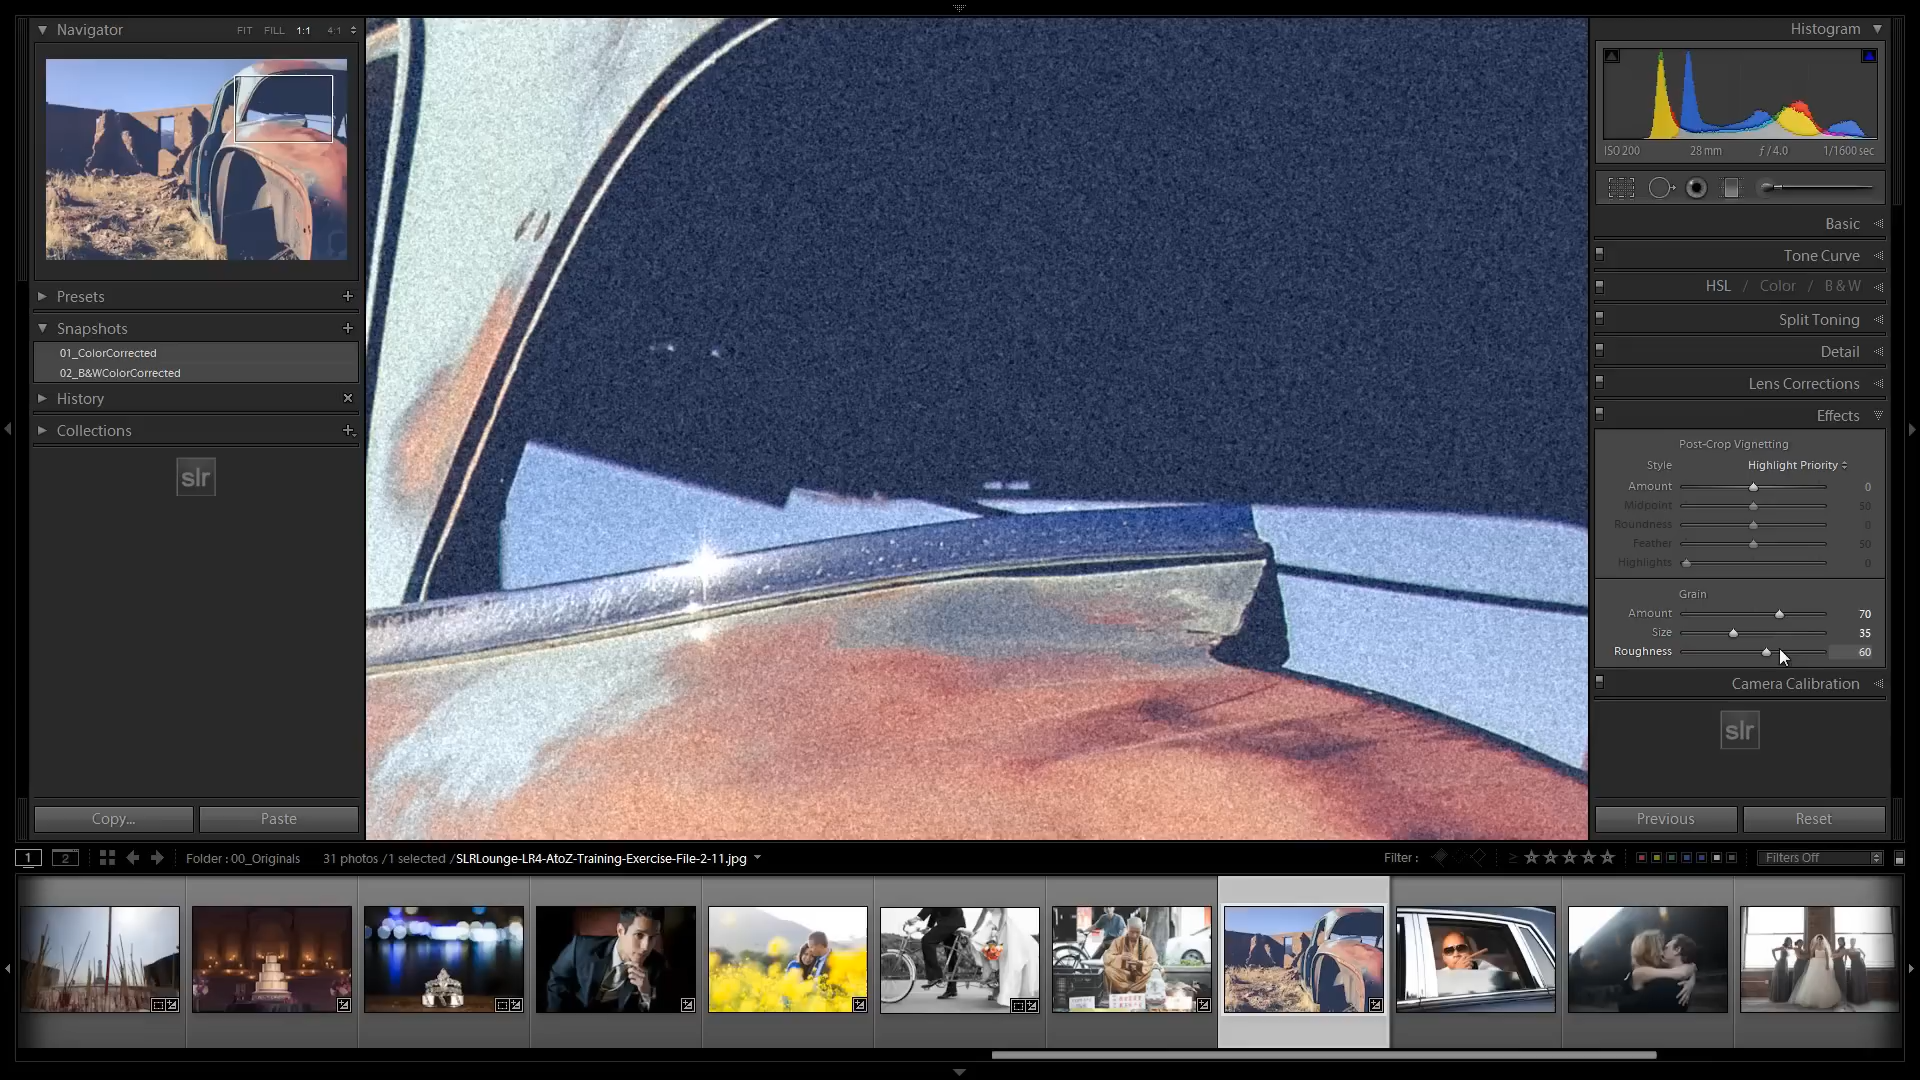 Navigator FIT FILL 1:1 4:1
Presets
Snapshots
01_ColorCorrected
02_B&WColorCorrected
History
Collections
slr
Copy... Paste
Histogram
ISO 200 28 mm ƒ / 4.0 1/1600 sec
Basic
Tone Curve
HSL / Color / B & W
Split Toning
Detail
Lens Corrections
Effects
Post-Crop Vignetting
Style Highlight Priority
Amount 0
Midpoint 50
Roundness 0
Feather 50
Highlights 0
Grain
Amount 70
Size 35
Roughness 60
Camera Calibration
slr
Previous Reset
1 2 Folder : 00_Originals 31 photos / 1 selected / SLRLounge-LR4-AtoZ-Training-Exercise-File-2-11.jpg Filter : ≥ Filters Off